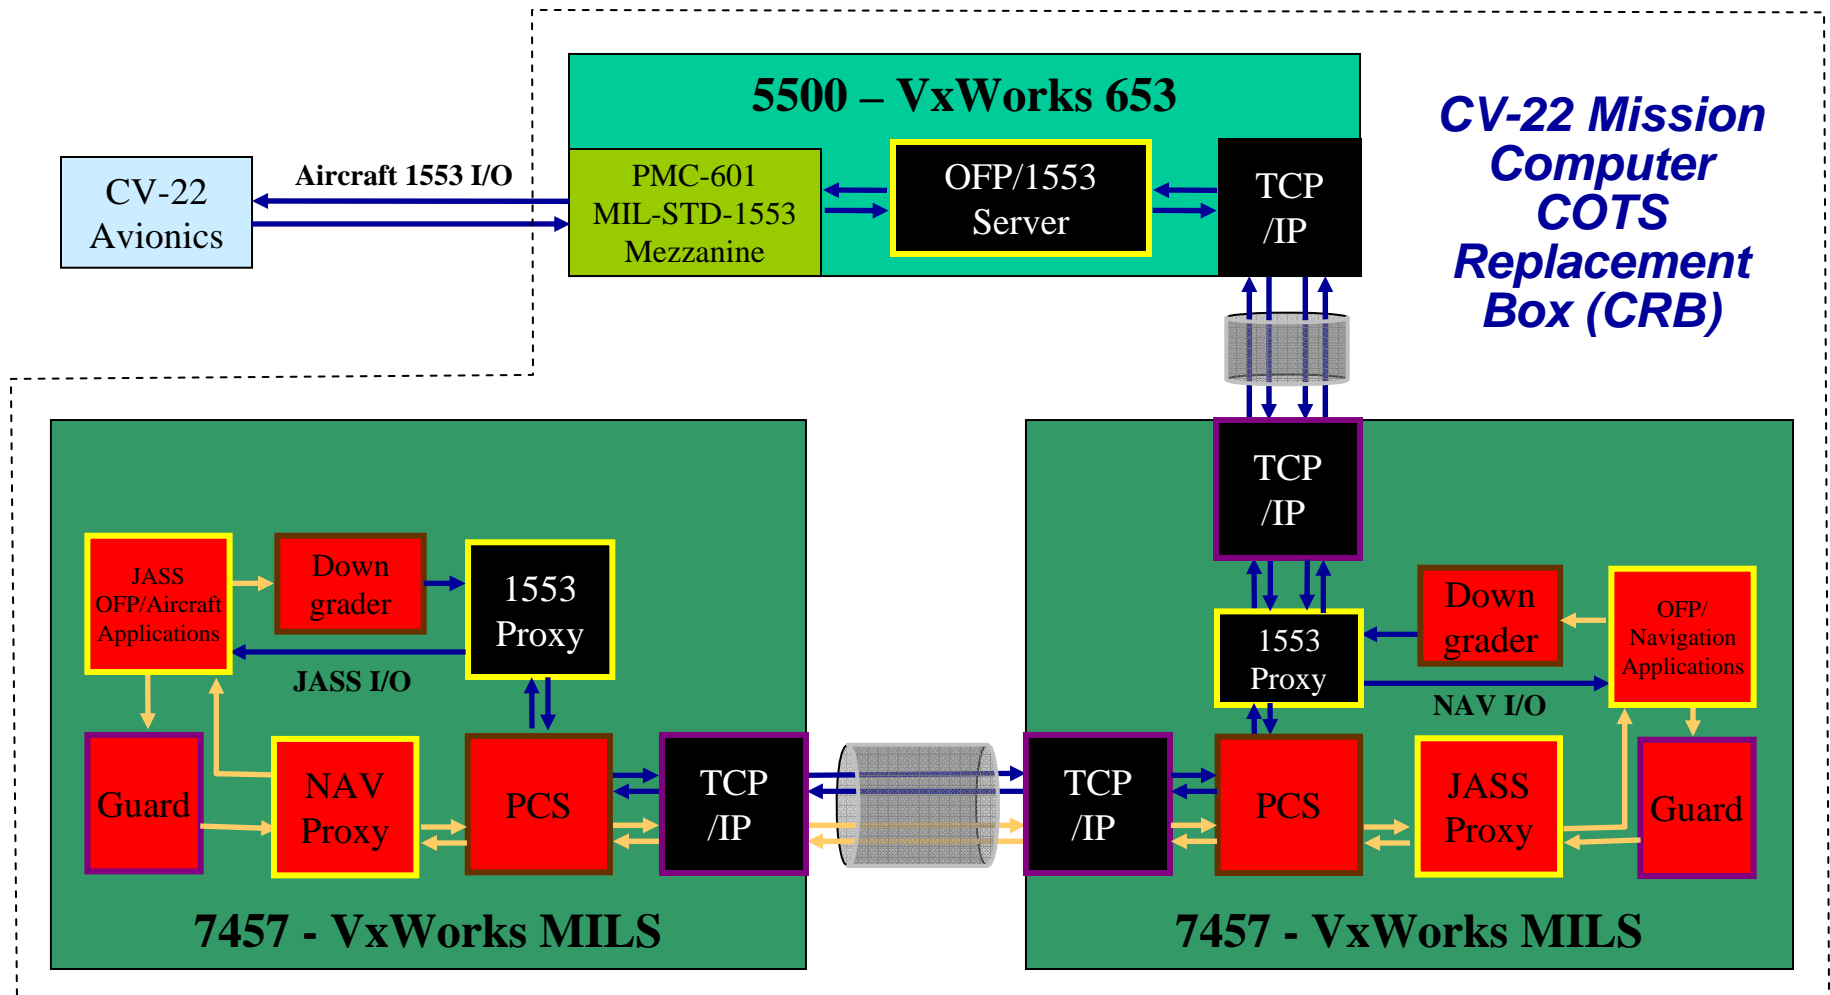 5500 – VxWorks 653
CV-22 Mission
Computer
COTS
Replacement
Box (CRB)
CV-22
Avionics
Aircraft 1553 I/O
PMC-601
MIL-STD-1553
Mezzanine
OFP/1553
Server
TCP
/IP
TCP
/IP
JASS
OFP/Aircraft
Applications
Down
grader
1553
Proxy
JASS I/O
Guard
NAV
Proxy
PCS
TCP
/IP
7457 - VxWorks MILS
1553
Proxy
Down
grader
OFP/
Navigation
Applications
NAV I/O
TCP
/IP
PCS
JASS
Proxy
Guard
7457 - VxWorks MILS